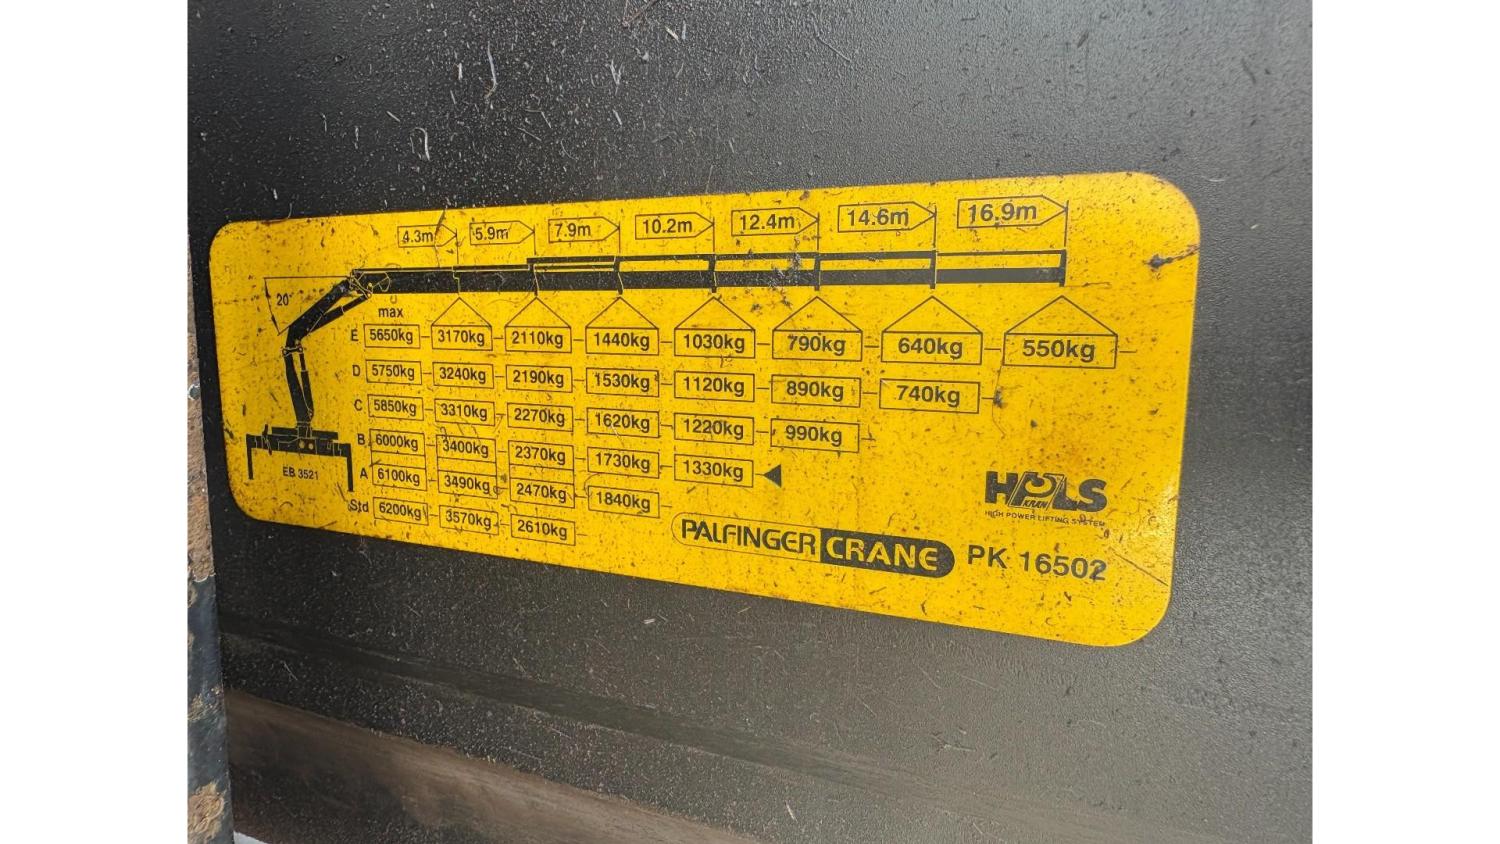 4.3m 5.9m 7.9m 10.2m 12.4m 14.6m 16.9m
20°
max
E 5650kg 3170kg 2110kg 1440kg 1030kg 790kg 640kg 550kg
D 5750kg 3240kg 2190kg 1530kg 1120kg 890kg 740kg
C 5850kg 3310kg 2270kg 1620kg 1220kg 990kg
B 6000kg 3400kg 2370kg 1730kg 1330kg
A 6100kg 3490kg 2470kg 1840kg
Std 6200kg 3570kg 2610kg
EB 3521
HPLS
KRAN
HIGH POWER LIFTING SYSTEM
PALFINGER CRANE PK 16502